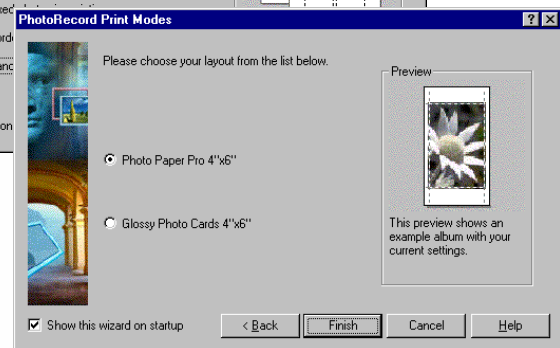 PhotoRecord Print Modes
Please choose your layout from the list below.
Preview
Photo Paper Pro 4"x6"
Glossy Photo Cards 4"x6"
This preview shows an
example album with your
current settings.
Show this wizard on startup
< Back
Finish
Cancel
Help